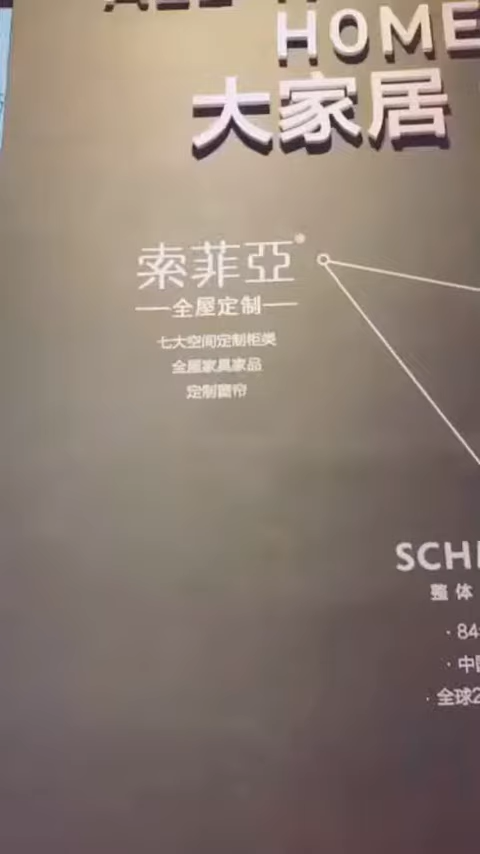 HOME
大家居
索菲亞®
全屋定制
七大空间定制柜类
全屋家具家品
定制窗帘
SCH
整体
·84
·中
·全球2